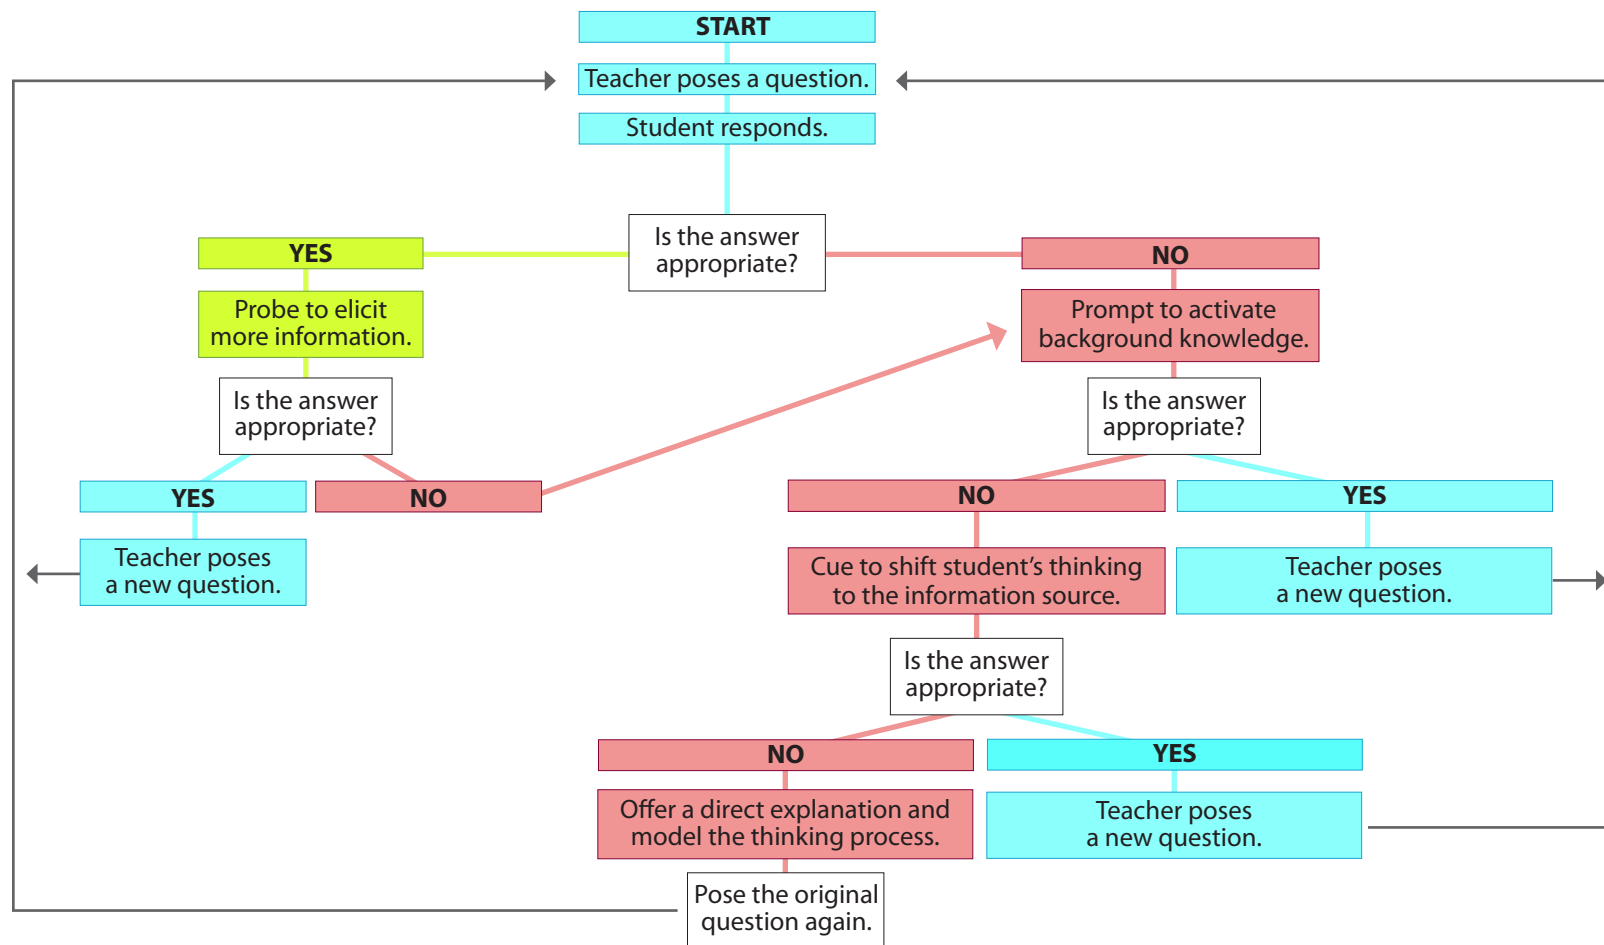 START
Teacher poses a question.
Student responds.
Is the answer
appropriate?
YES
Probe to elicit
more information.
Is the answer
appropriate?
YES
Teacher poses
a new question.
NO
NO
Prompt to activate
background knowledge.
Is the answer
appropriate?
NO
Cue to shift student’s thinking
to the information source.
YES
Teacher poses
a new question.
Is the answer
appropriate?
NO
Offer a direct explanation and
model the thinking process.
Pose the original
question again.
YES
Teacher poses
a new question.